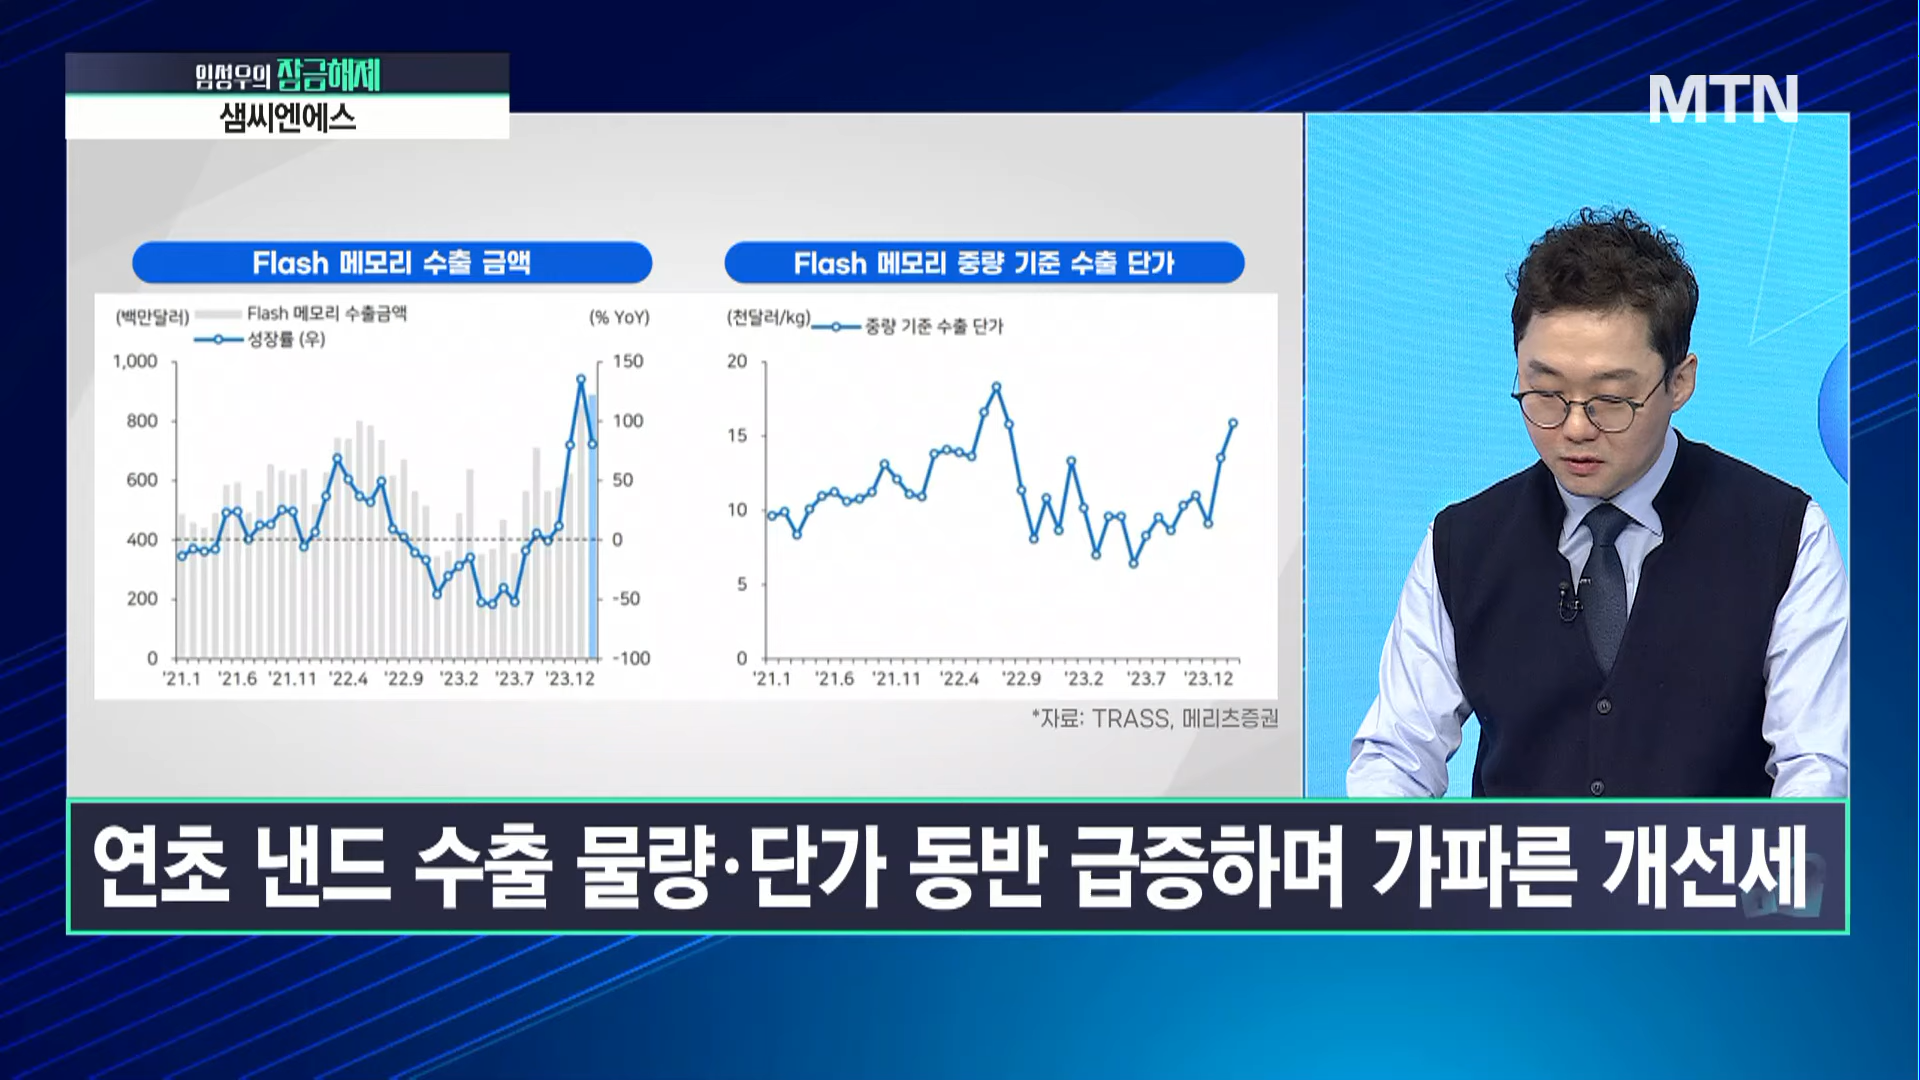 임성우의 잠금해제
샘씨엔에스
MTN
Flash 메모리 수출 금액
(백만달러)
Flash 메모리 수출금액
성장률 (우)
(% YoY)
1,000
800
600
400
200
0
150
100
50
0
-50
-100
'21.1 '21.6 '21.11 '22.4 '22.9 '23.2 '23.7 '23.12
Flash 메모리 중량 기준 수출 단가
(천달러/kg)
중량 기준 수출 단가
20
15
10
5
0
'21.1 '21.6 '21.11 '22.4 '22.9 '23.2 '23.7 '23.12
*자료: TRASS, 메리츠증권
연초 낸드 수출 물량·단가 동반 급증하며 가파른 개선세